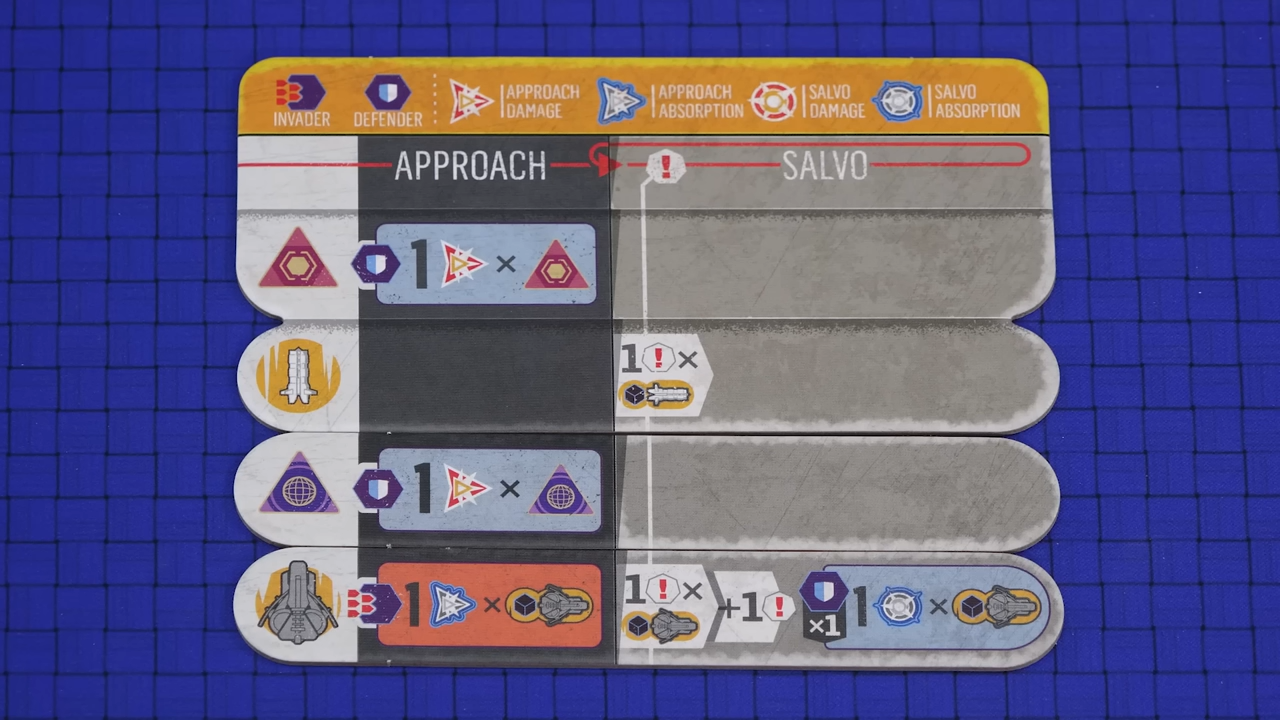 INVADER
DEFENDER
APPROACH
DAMAGE
APPROACH
ABSORPTION
SALVO
DAMAGE
SALVO
ABSORPTION
APPROACH
!
SALVO
1 ×
1 ! ×
1 ×
1 ×
1 ! ×
+1 !
×1
1 ×